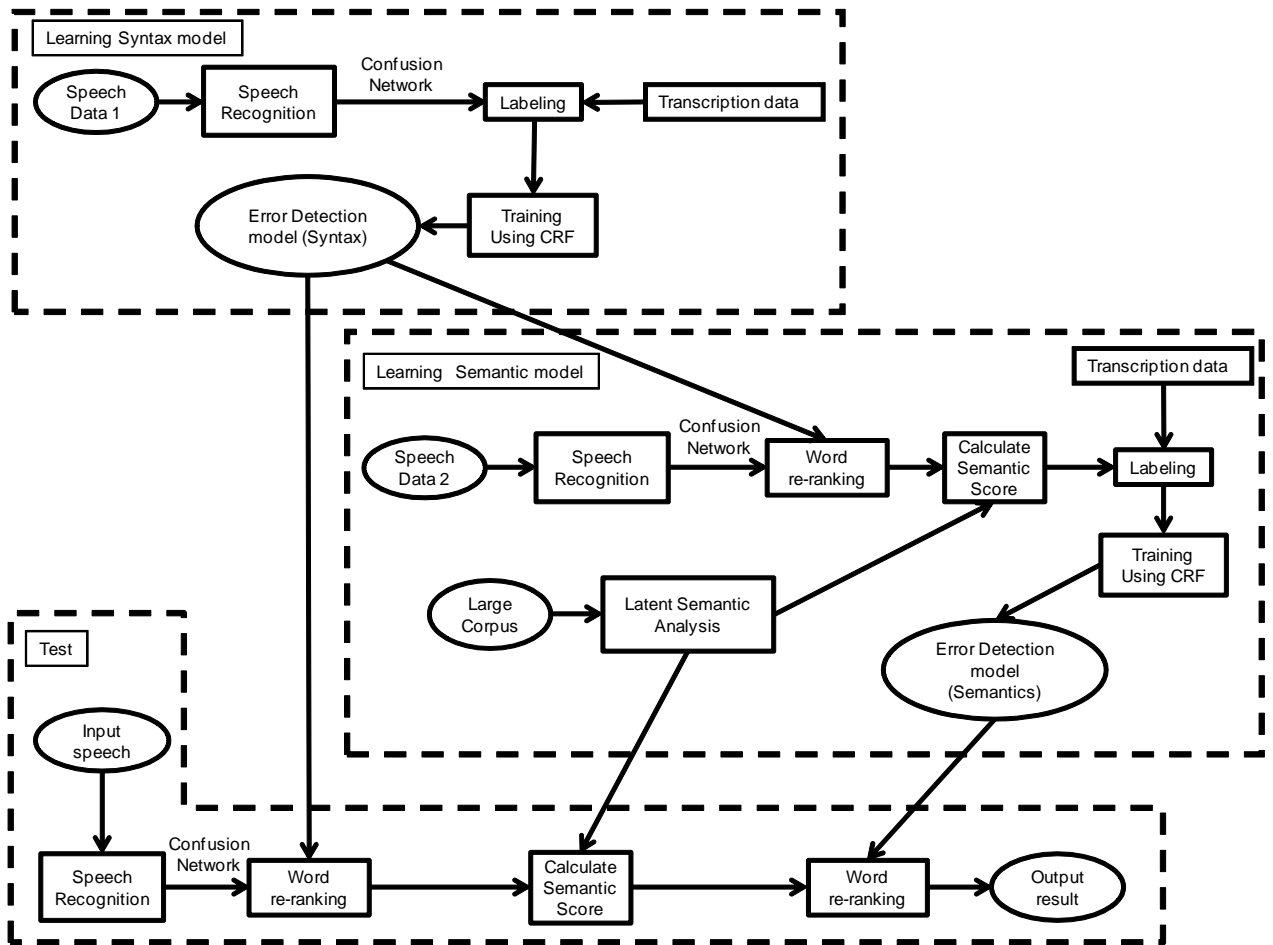 Learning Syntax model
Speech
Data 1
Speech
Recognition
Confusion
Network
Labeling
Transcription data
Error Detection
model (Syntax)
Training
Using CRF
Learning Semantic model
Transcription data
Speech
Data 2
Speech
Recognition
Confusion
Network
Word
re-ranking
Calculate
Semantic
Score
Labeling
Training
Using CRF
Large
Corpus
Latent Semantic
Analysis
Error Detection
model
(Semantics)
Test
Input
speech
Speech
Recognition
Confusion
Network
Word
re-ranking
Calculate
Semantic
Score
Word
re-ranking
Output
result